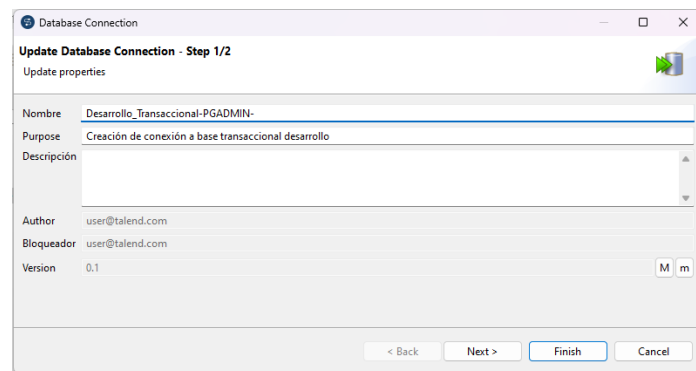 Database Connection
Update Database Connection - Step 1/2
Update properties
Nombre Desarrollo_Transaccional-PGADMIN-
Purpose Creación de conexión a base transaccional desarrollo
Descripción
Author user@talend.com
Bloqueador user@talend.com
Version 0.1 M m
< Back Next > Finish Cancel